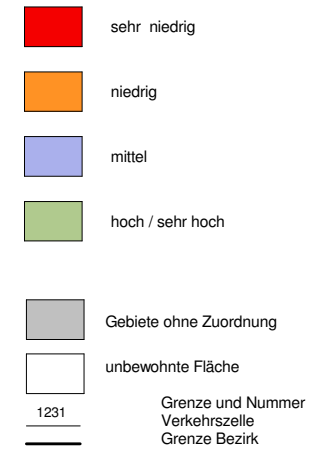 sehr niedrig
niedrig
mittel
hoch / sehr hoch
Gebiete ohne Zuordnung
unbewohnte Fläche
1231
Grenze und Nummer
Verkehrszelle
Grenze Bezirk